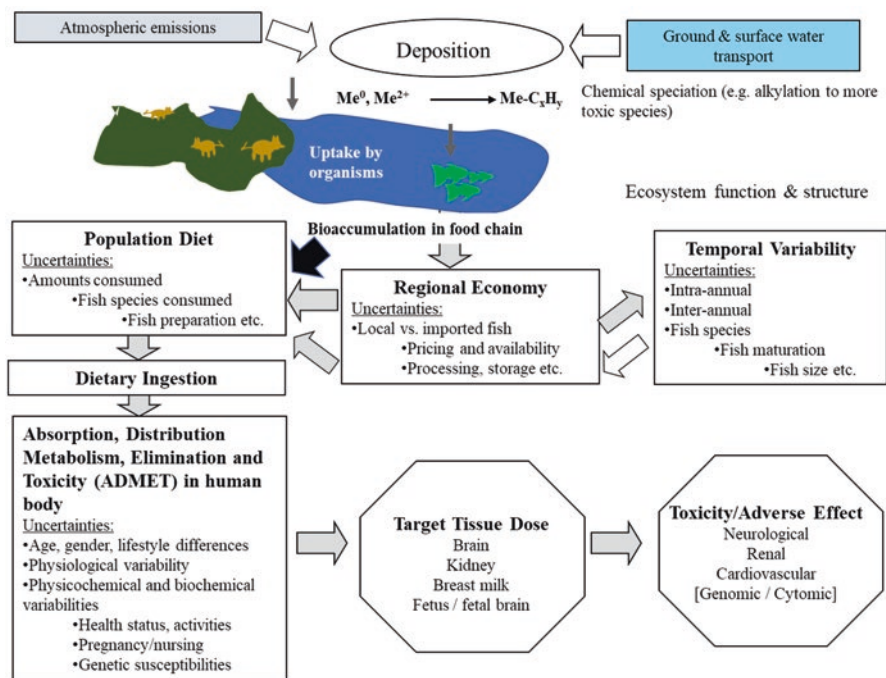 Atmospheric emissions
Deposition
Ground & surface water
transport
Me⁰, Me²⁺ → Me-CₓHᵧ
Chemical speciation (e.g. alkylation to more
toxic species)
Uptake by
organisms
Ecosystem function & structure
Bioaccumulation in food chain
Population Diet
Uncertainties:
•Amounts consumed
•Fish species consumed
•Fish preparation etc.
Regional Economy
Uncertainties:
•Local vs. imported fish
•Pricing and availability
•Processing, storage etc.
Temporal Variability
Uncertainties:
•Intra-annual
•Inter-annual
•Fish species
•Fish maturation
•Fish size etc.
Dietary Ingestion
Absorption, Distribution
Metabolism, Elimination and
Toxicity (ADMET) in human
body
Uncertainties:
•Age, gender, lifestyle differences
•Physiological variability
•Physicochemical and biochemical
variabilities
•Health status, activities
•Pregnancy/nursing
•Genetic susceptibilities
Target Tissue Dose
Brain
Kidney
Breast milk
Fetus / fetal brain
Toxicity/Adverse Effect
Neurological
Renal
Cardiovascular
[Genomic / Cytomic]